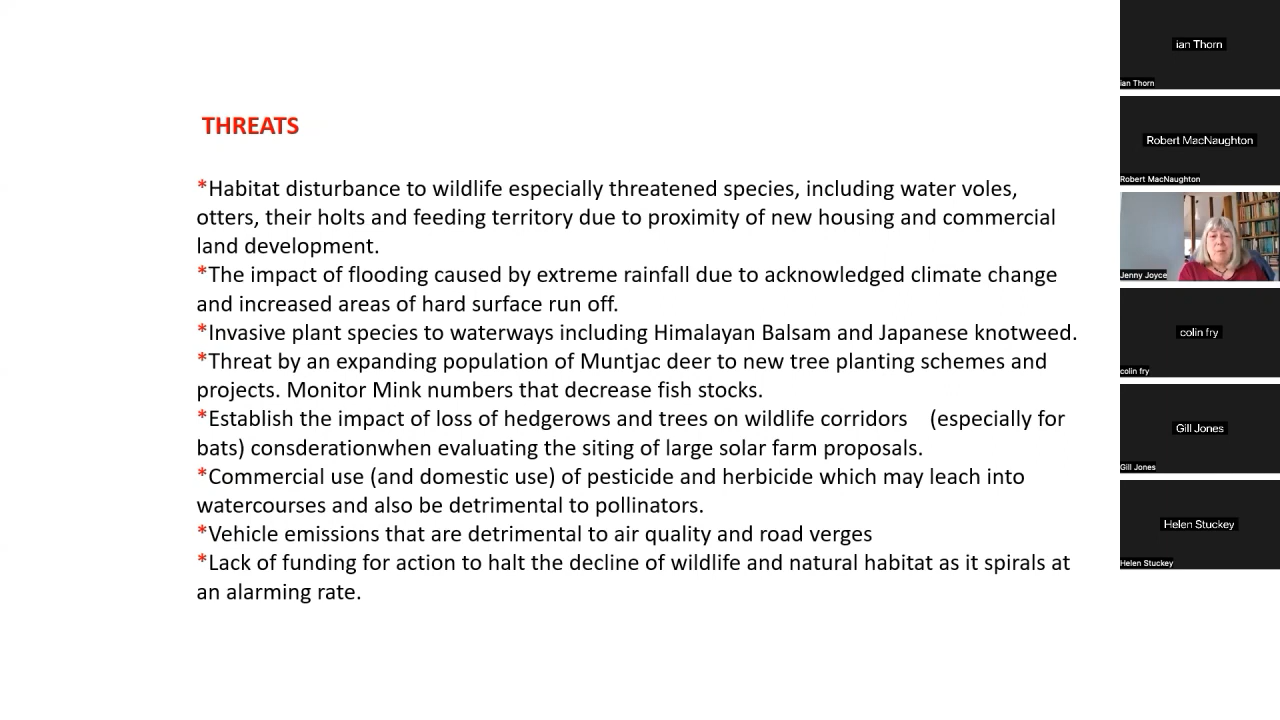 THREATS
*Habitat disturbance to wildlife especially threatened species, including water voles,
otters, their holts and feeding territory due to proximity of new housing and commercial
land development.
*The impact of flooding caused by extreme rainfall due to acknowledged climate change
and increased areas of hard surface run off.
*Invasive plant species to waterways including Himalayan Balsam and Japanese knotweed.
*Threat by an expanding population of Muntjac deer to new tree planting schemes and
projects. Monitor Mink numbers that decrease fish stocks.
*Establish the impact of loss of hedgerows and trees on wildlife corridors (especially for
bats) consderationwhen evaluating the siting of large solar farm proposals.
*Commercial use (and domestic use) of pesticide and herbicide which may leach into
watercourses and also be detrimental to pollinators.
*Vehicle emissions that are detrimental to air quality and road verges
*Lack of funding for action to halt the decline of wildlife and natural habitat as it spirals at
an alarming rate.
ian Thorn
ian Thorn
Robert MacNaughton
Robert MacNaughton
Jenny Joyce
colin fry
colin fry
Gill Jones
Gill Jones
Helen Stuckey
Helen Stuckey